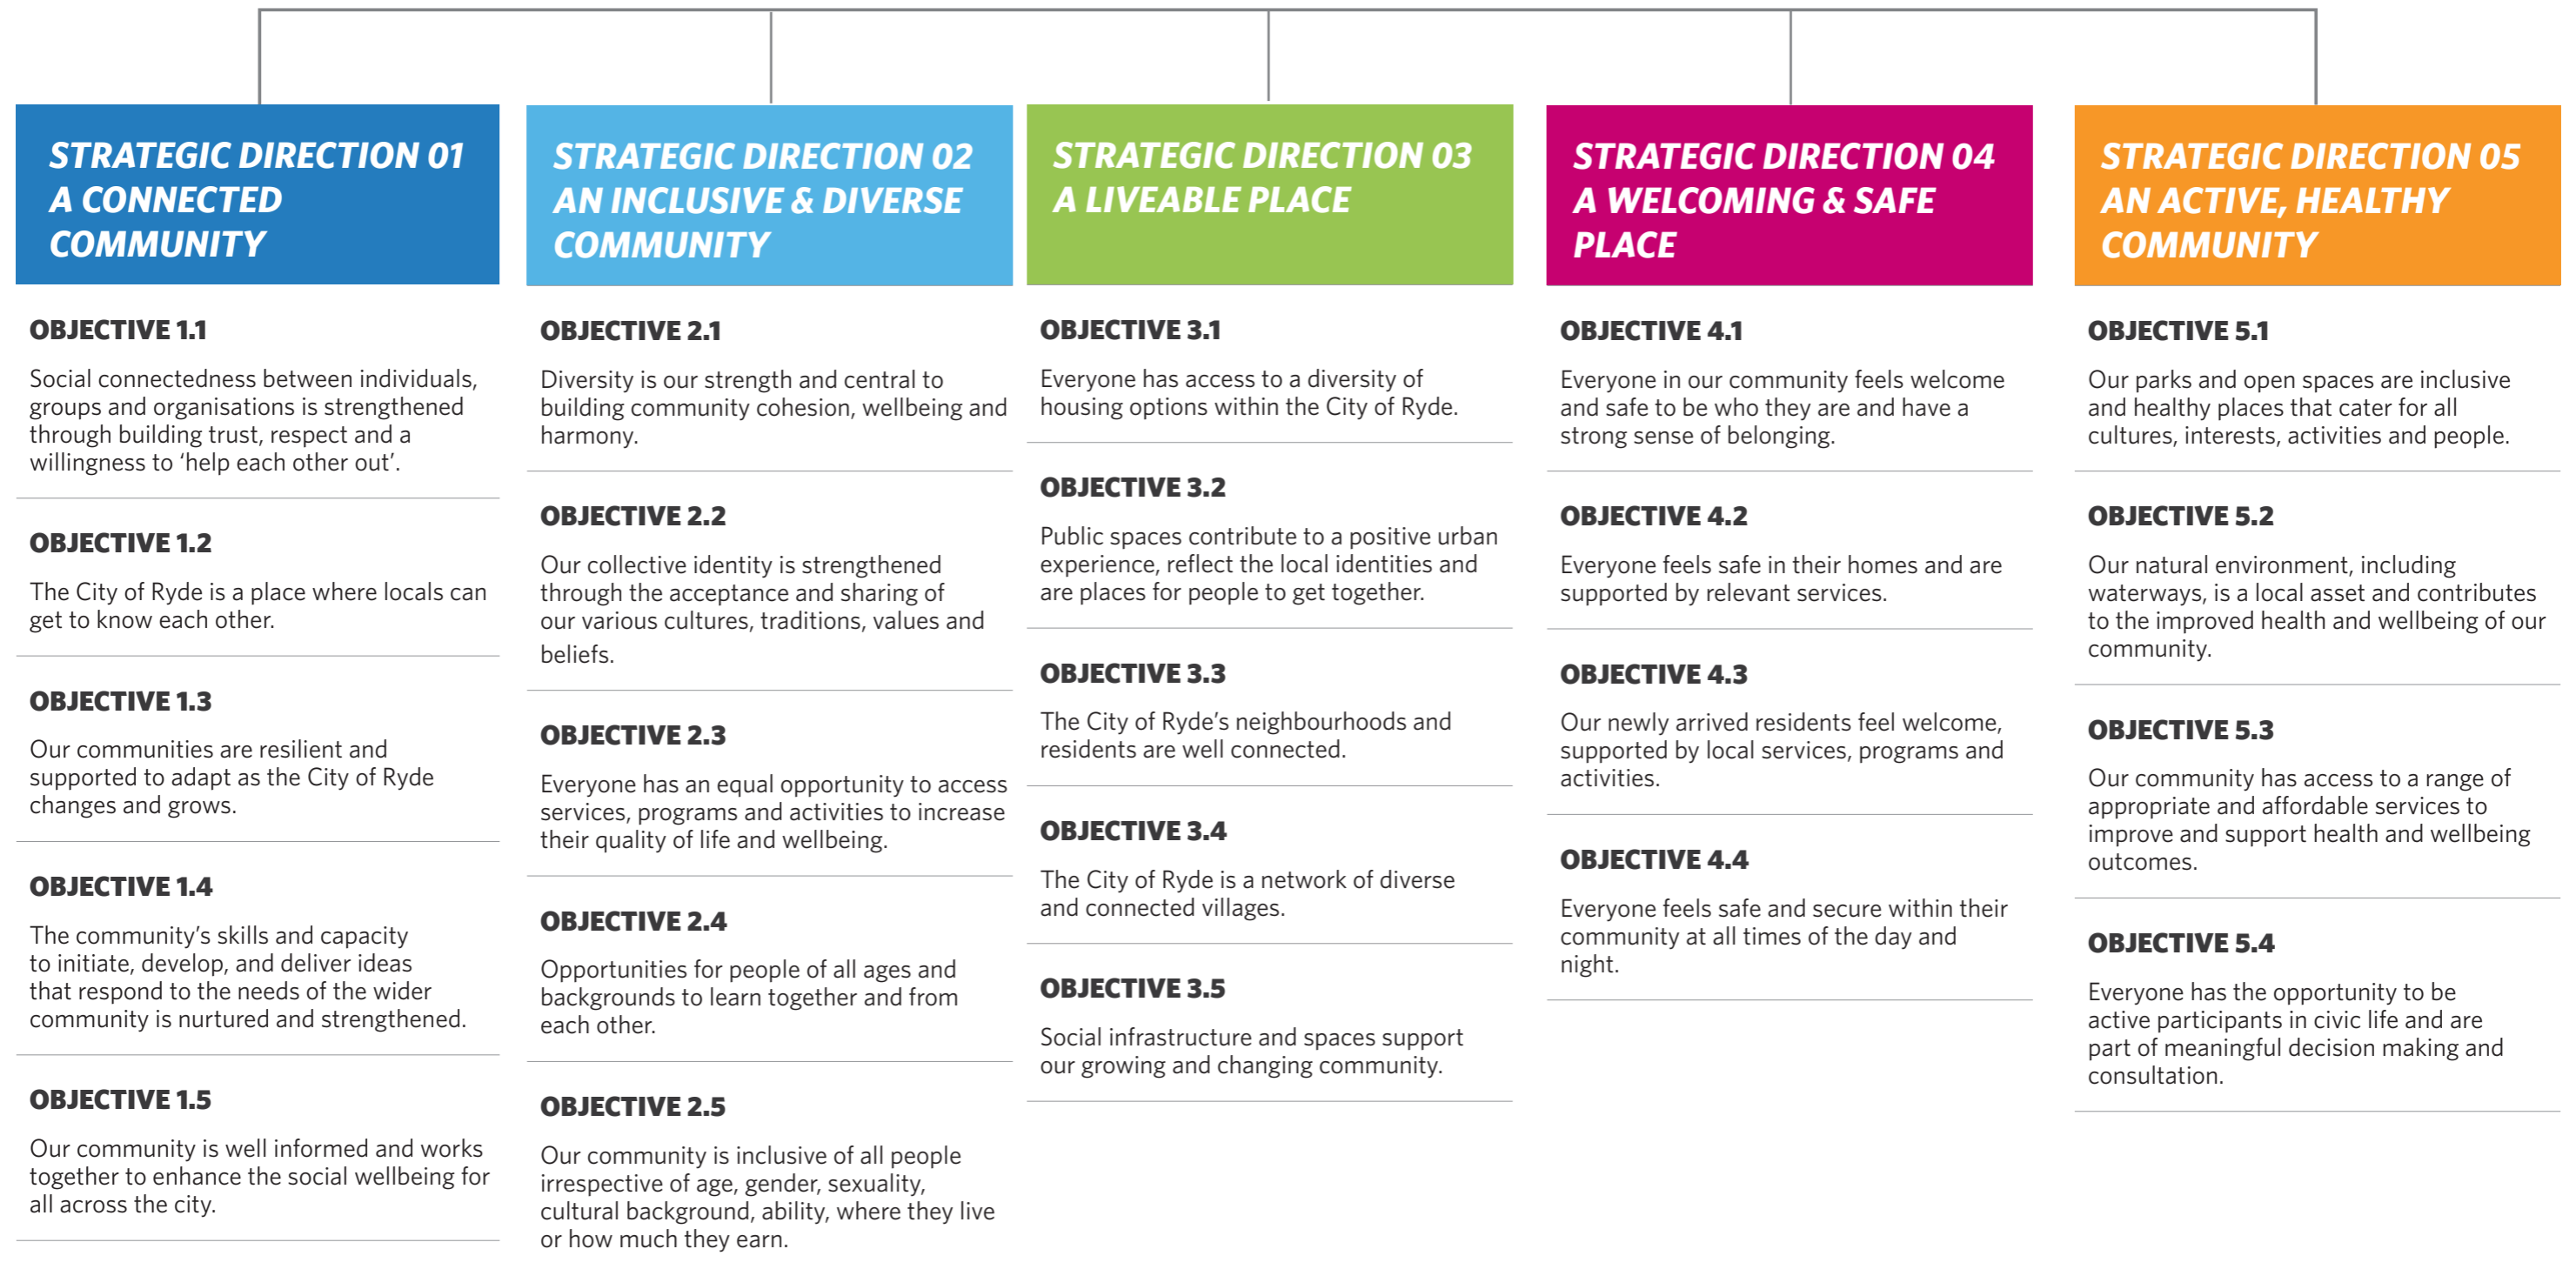 STRATEGIC DIRECTION 01
A CONNECTED
COMMUNITY
OBJECTIVE 1.1
Social connectedness between individuals,
groups and organisations is strengthened
through building trust, respect and a
willingness to ‘help each other out’.
OBJECTIVE 1.2
The City of Ryde is a place where locals can
get to know each other.
OBJECTIVE 1.3
Our communities are resilient and
supported to adapt as the City of Ryde
changes and grows.
OBJECTIVE 1.4
The community’s skills and capacity
to initiate, develop, and deliver ideas
that respond to the needs of the wider
community is nurtured and strengthened.
OBJECTIVE 1.5
Our community is well informed and works
together to enhance the social wellbeing for
all across the city.
STRATEGIC DIRECTION 02
AN INCLUSIVE & DIVERSE
COMMUNITY
OBJECTIVE 2.1
Diversity is our strength and central to
building community cohesion, wellbeing and
harmony.
OBJECTIVE 2.2
Our collective identity is strengthened
through the acceptance and sharing of
our various cultures, traditions, values and
beliefs.
OBJECTIVE 2.3
Everyone has an equal opportunity to access
services, programs and activities to increase
their quality of life and wellbeing.
OBJECTIVE 2.4
Opportunities for people of all ages and
backgrounds to learn together and from
each other.
OBJECTIVE 2.5
Our community is inclusive of all people
irrespective of age, gender, sexuality,
cultural background, ability, where they live
or how much they earn.
STRATEGIC DIRECTION 03
A LIVEABLE PLACE
OBJECTIVE 3.1
Everyone has access to a diversity of
housing options within the City of Ryde.
OBJECTIVE 3.2
Public spaces contribute to a positive urban
experience, reflect the local identities and
are places for people to get together.
OBJECTIVE 3.3
The City of Ryde’s neighbourhoods and
residents are well connected.
OBJECTIVE 3.4
The City of Ryde is a network of diverse
and connected villages.
OBJECTIVE 3.5
Social infrastructure and spaces support
our growing and changing community.
STRATEGIC DIRECTION 04
A WELCOMING & SAFE
PLACE
OBJECTIVE 4.1
Everyone in our community feels welcome
and safe to be who they are and have a
strong sense of belonging.
OBJECTIVE 4.2
Everyone feels safe in their homes and are
supported by relevant services.
OBJECTIVE 4.3
Our newly arrived residents feel welcome,
supported by local services, programs and
activities.
OBJECTIVE 4.4
Everyone feels safe and secure within their
community at all times of the day and
night.
STRATEGIC DIRECTION 05
AN ACTIVE, HEALTHY
COMMUNITY
OBJECTIVE 5.1
Our parks and open spaces are inclusive
and healthy places that cater for all
cultures, interests, activities and people.
OBJECTIVE 5.2
Our natural environment, including
waterways, is a local asset and contributes
to the improved health and wellbeing of our
community.
OBJECTIVE 5.3
Our community has access to a range of
appropriate and affordable services to
improve and support health and wellbeing
outcomes.
OBJECTIVE 5.4
Everyone has the opportunity to be
active participants in civic life and are
part of meaningful decision making and
consultation.